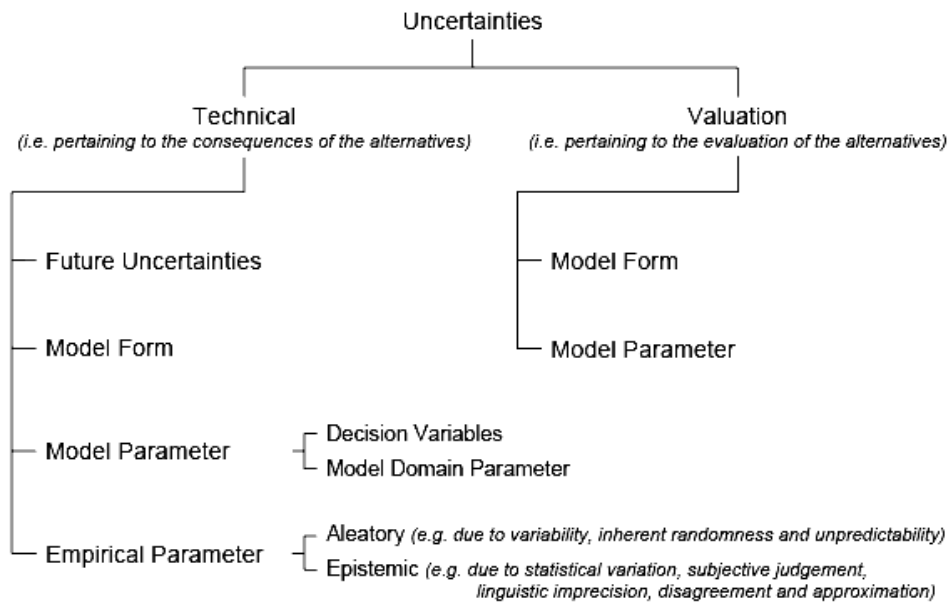 Uncertainties
Technical
(i.e. pertaining to the consequences of the alternatives)
Valuation
(i.e. pertaining to the evaluation of the alternatives)
Future Uncertainties
Model Form
Model Parameter
Decision Variables
Model Domain Parameter
Empirical Parameter
Aleatory (e.g. due to variability, inherent randomness and unpredictability)
Epistemic (e.g. due to statistical variation, subjective judgement,
linguistic imprecision, disagreement and approximation)
Model Form
Model Parameter